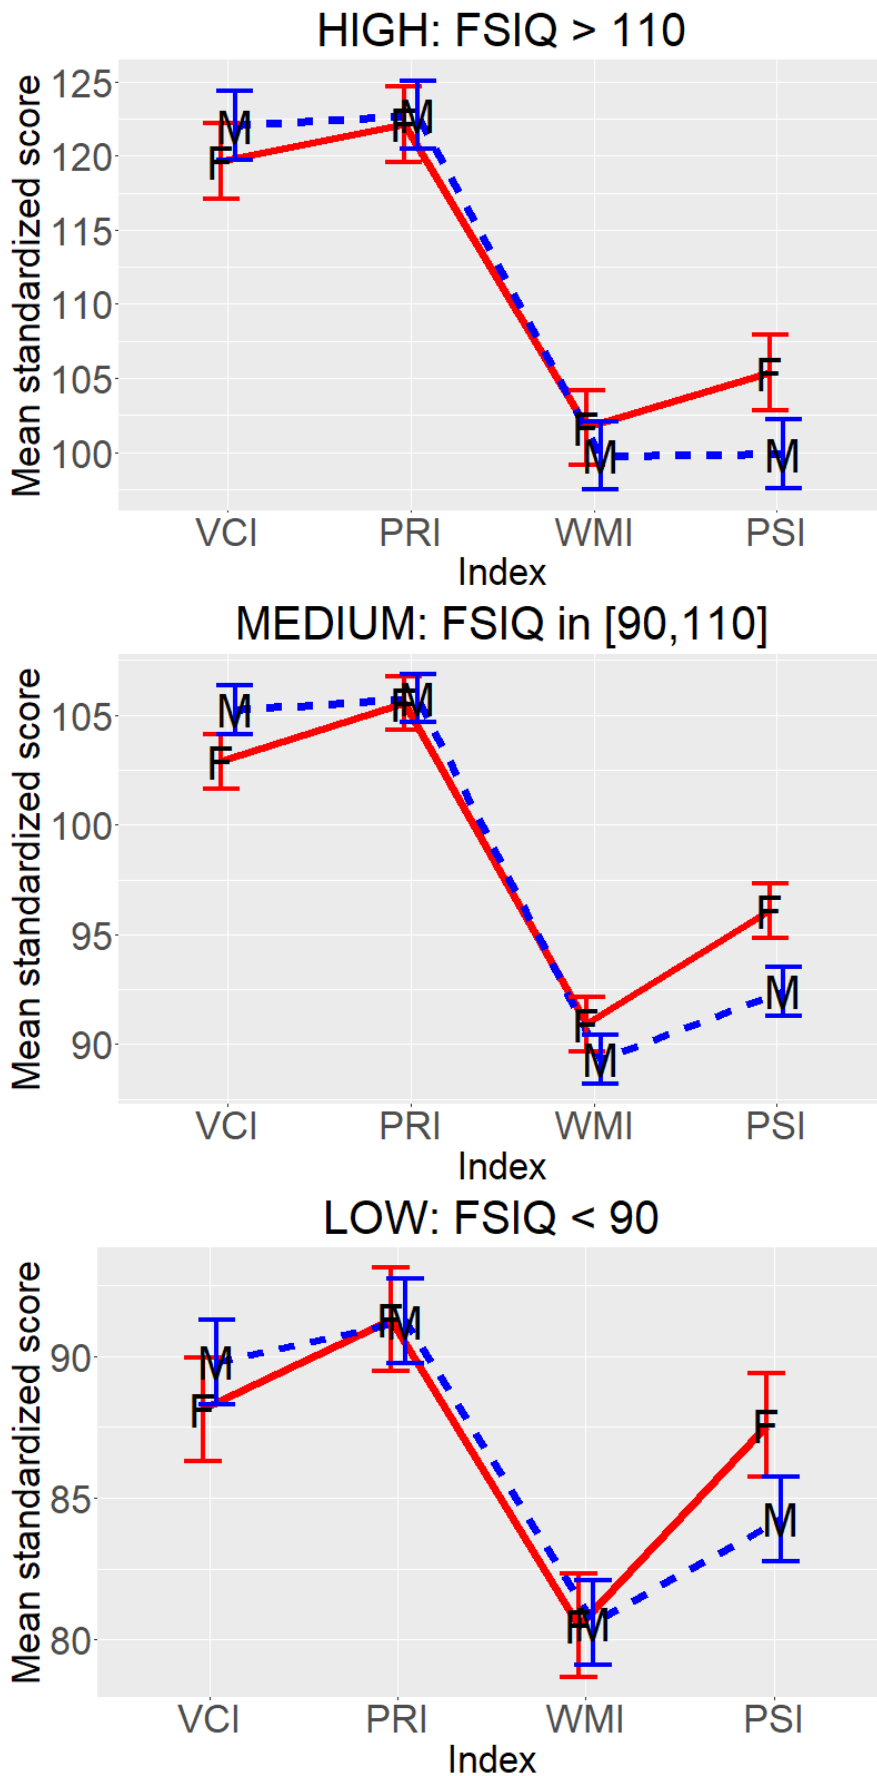 HIGH: FSIQ > 110
Mean standardized score
125
120
115
110
105
100
M
F
F
M
F
M
F
M
VCI PRI WMI PSI
Index
MEDIUM: FSIQ in [90,110]
Mean standardized score
105
100
95
90
M
F
F
M
F
M
F
M
VCI PRI WMI PSI
Index
LOW: FSIQ < 90
Mean standardized score
90
85
80
M
F
F
M
F
M
F
M
VCI PRI WMI PSI
Index